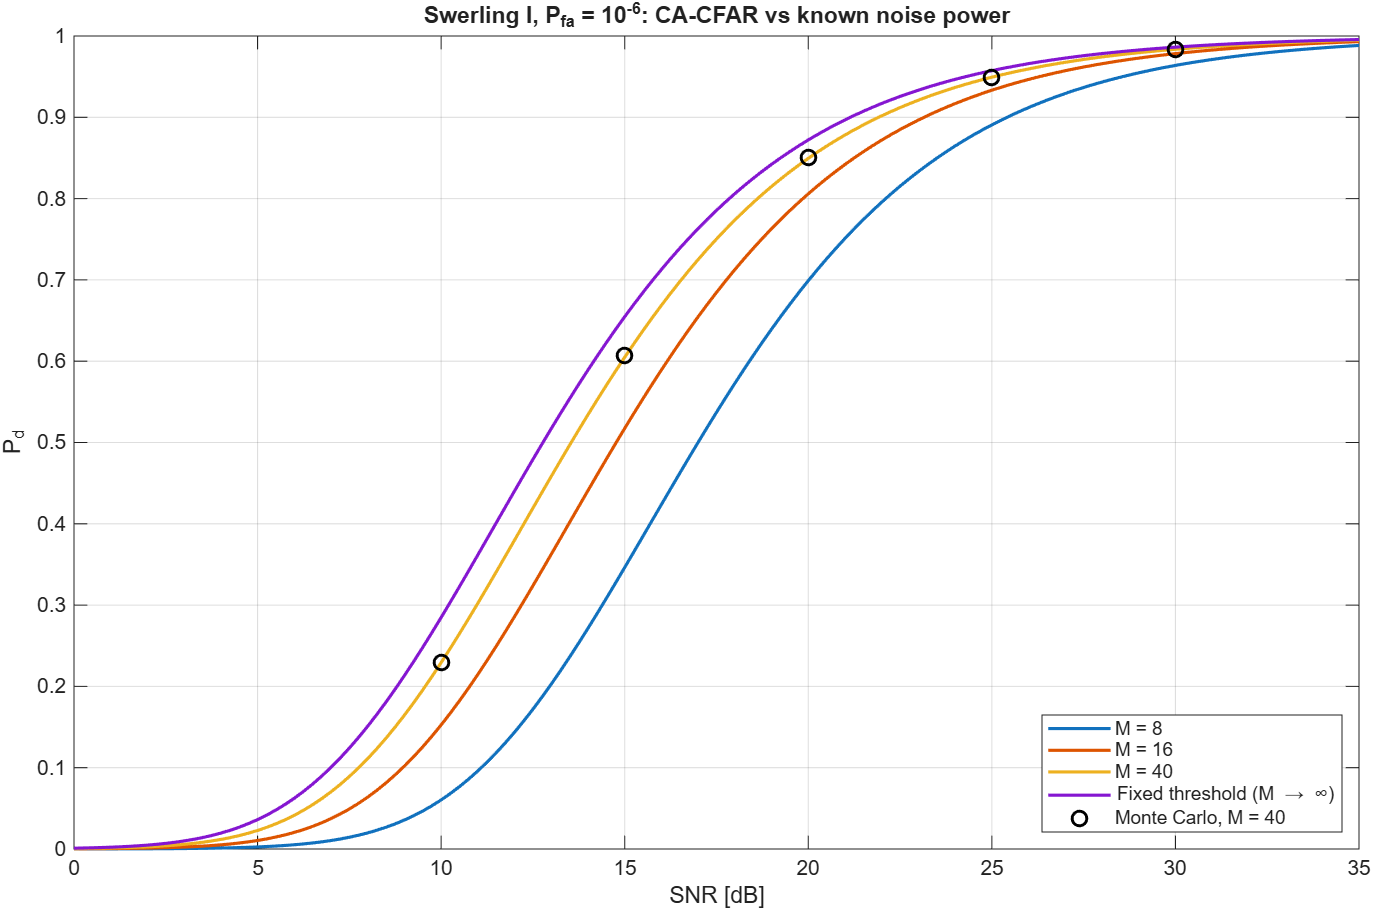 Swerling I, P_fa = 10^-6: CA-CFAR vs known noise power
1
0.9
0.8
0.7
0.6
0.5
0.4
0.3
0.2
0.1
0
P_d
0 5 10 15 20 25 30 35
SNR [dB]
M = 8
M = 16
M = 40
Fixed threshold (M → ∞)
Monte Carlo, M = 40